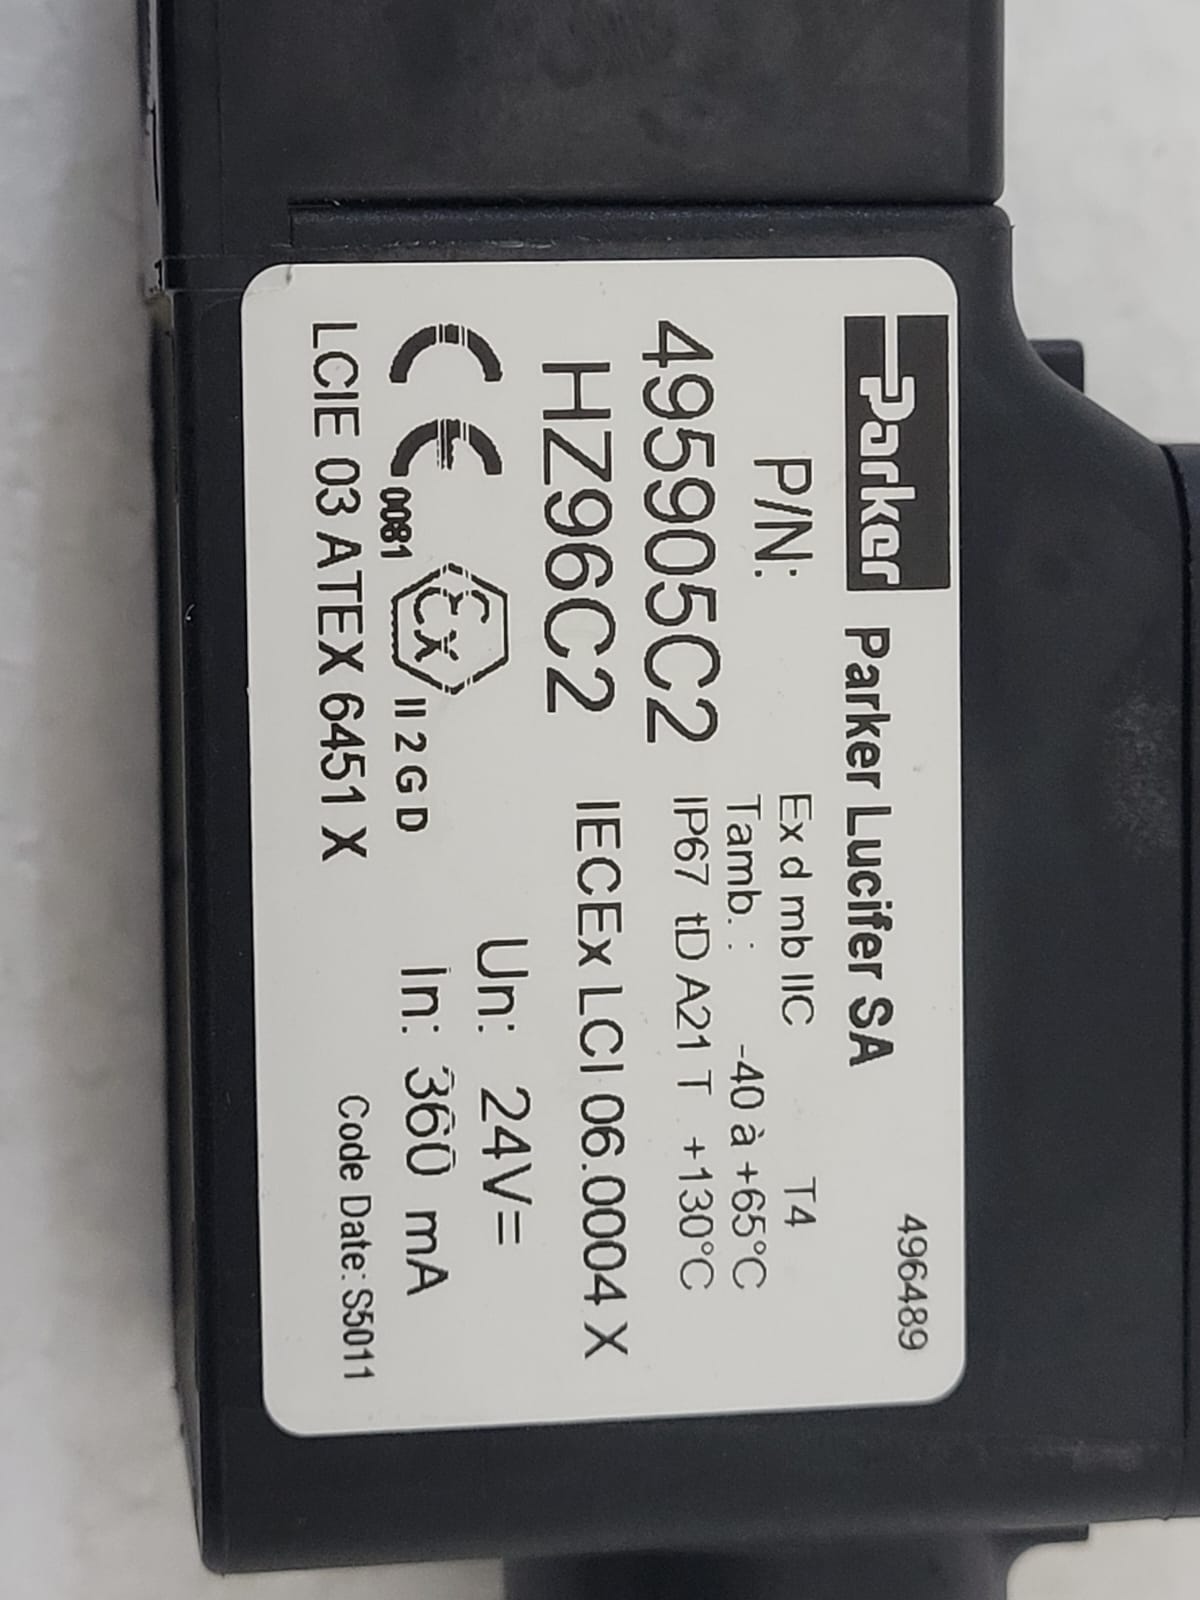 Parker
Parker Lucifer SA
496489
P/N:
495905C2
HZ96C2
Ex d mb IIC T4
Tamb. : -40 à +65°C
IP67 tD A21 T +130°C
IECEx LCI 06.0004 X
Un: 24V=
In: 360 mA
CE 0081 Ex II 2 G D
LCIE 03 ATEX 6451 X
Code Date: S5011